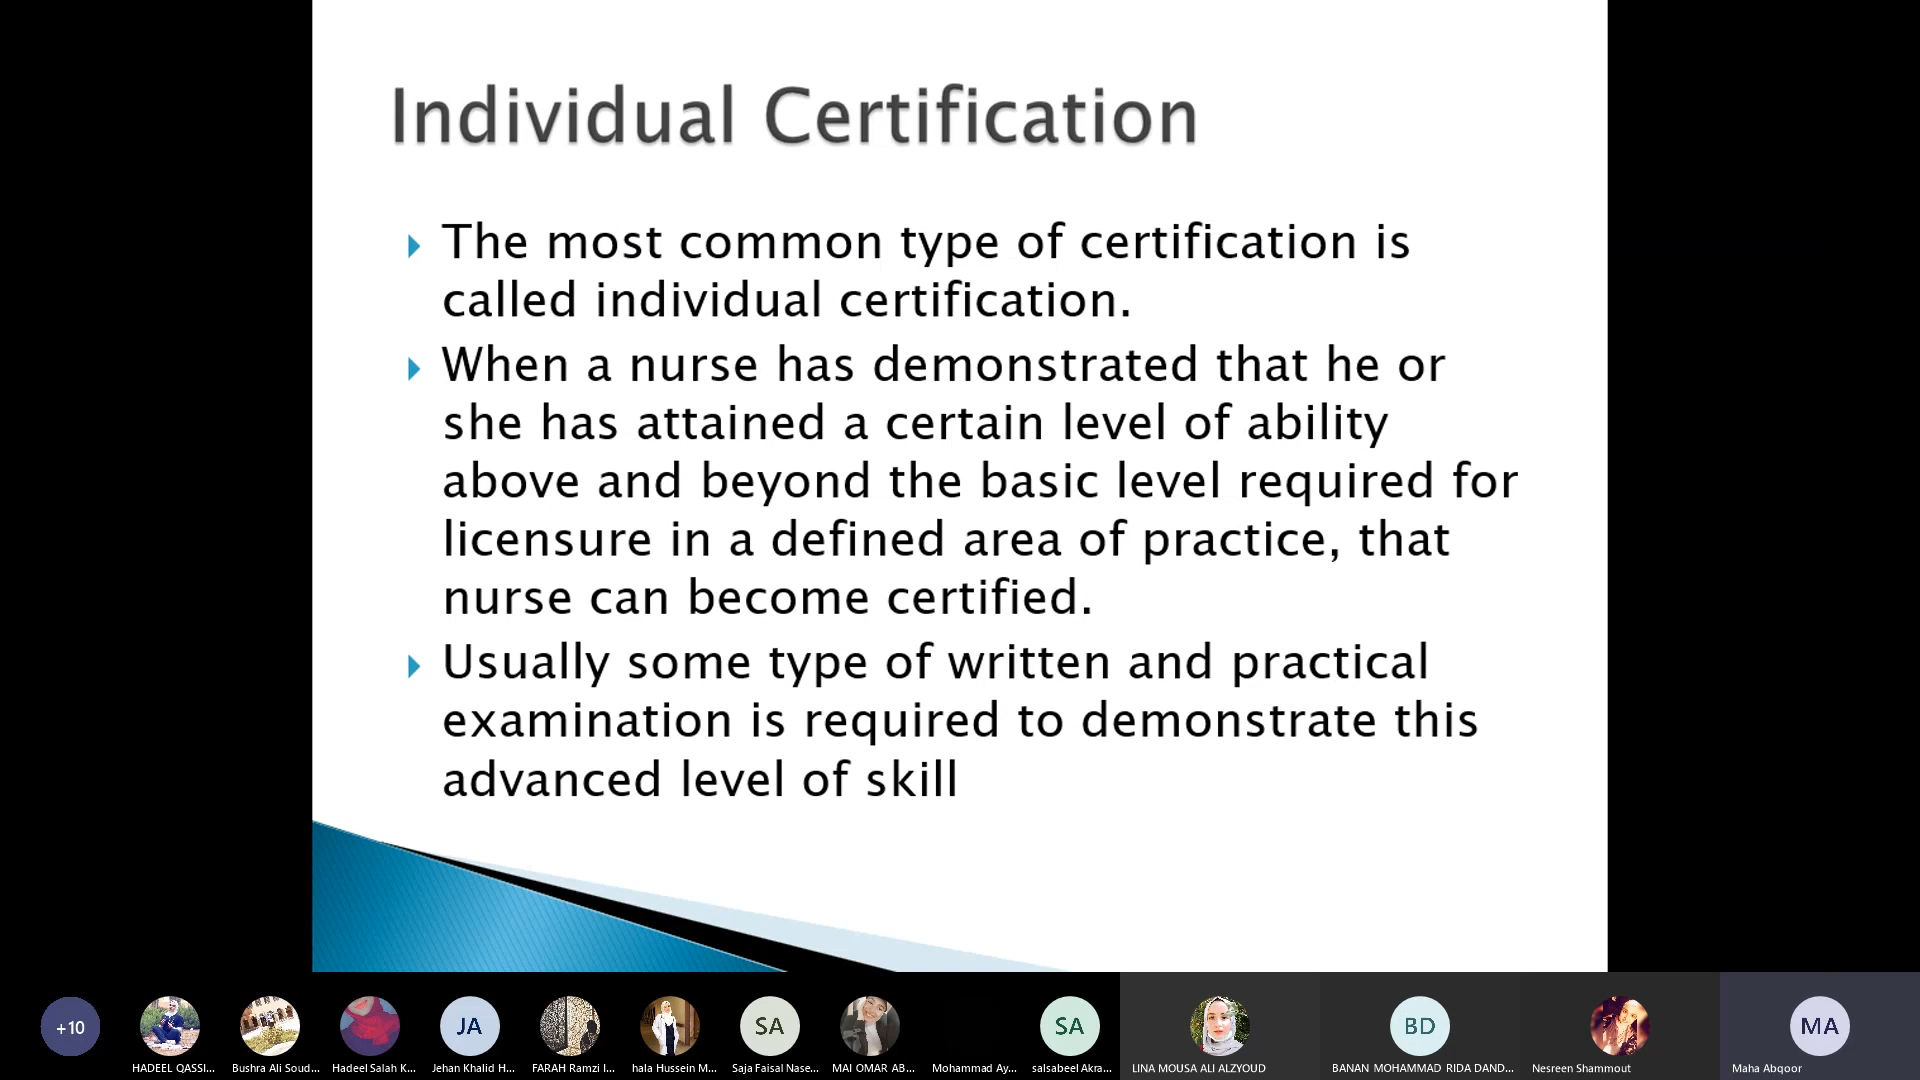 Individual Certification
The most common type of certification is
called individual certification.
When a nurse has demonstrated that he or
she has attained a certain level of ability
above and beyond the basic level required for
licensure in a defined area of practice, that
nurse can become certified.
Usually some type of written and practical
examination is required to demonstrate this
advanced level of skill
+10
JA
SA
SA
BD
MA
HADEEL QASSI...
Bushra Ali Soud...
Hadeel Salah K...
Jehan Khalid H...
FARAH Ramzi I...
hala Hussein M...
Saja Faisal Nase...
MAI OMAR AB...
Mohammad Ay...
salsabeel Akra...
LINA MOUSA ALI ALZYOUD
BANAN MOHAMMAD RIDA DAND...
Nesreen Shammout
Maha Abqoor